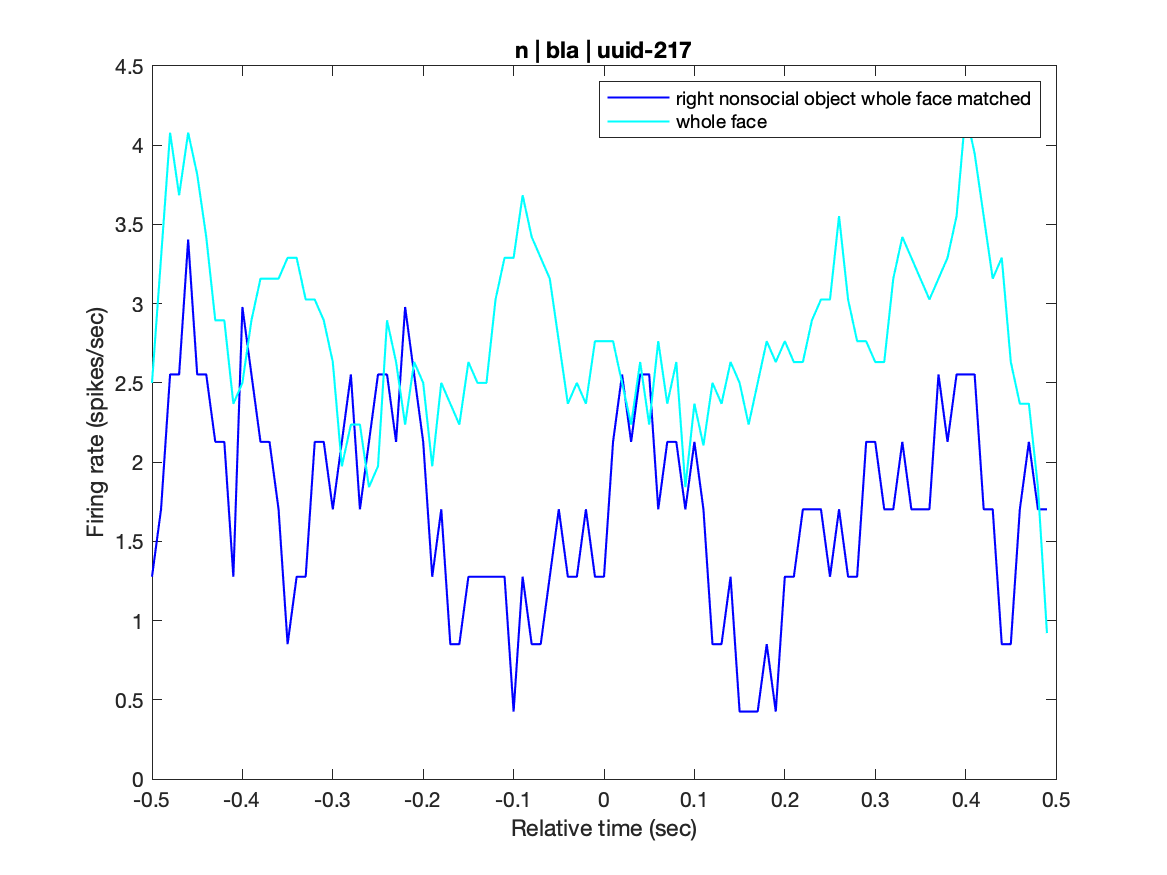 n | bla | uuid-217
right nonsocial object whole face matched
whole face
4.5
4
3.5
3
2.5
2
1.5
1
0.5
0
Firing rate (spikes/sec)
-0.5 -0.4 -0.3 -0.2 -0.1 0 0.1 0.2 0.3 0.4 0.5
Relative time (sec)